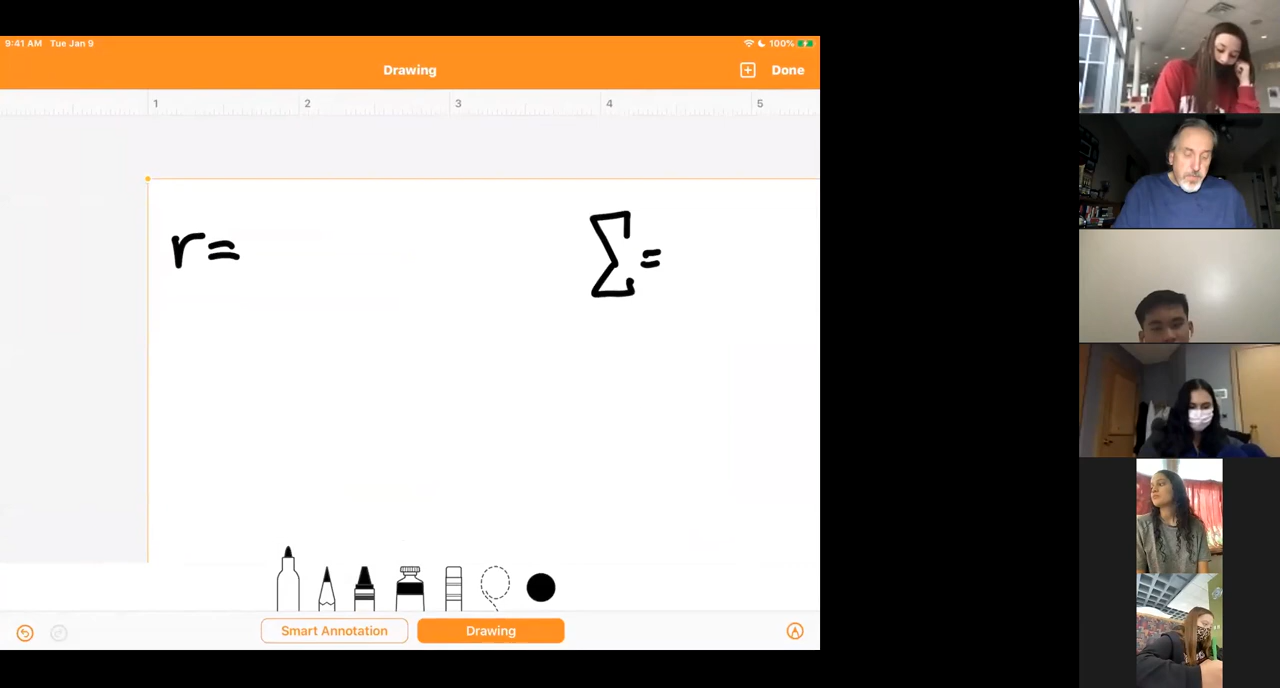 9:41 AM Tue Jan 9
100%
Drawing
Done
1 2 3 4 5
r= ∑=
Smart Annotation
Drawing